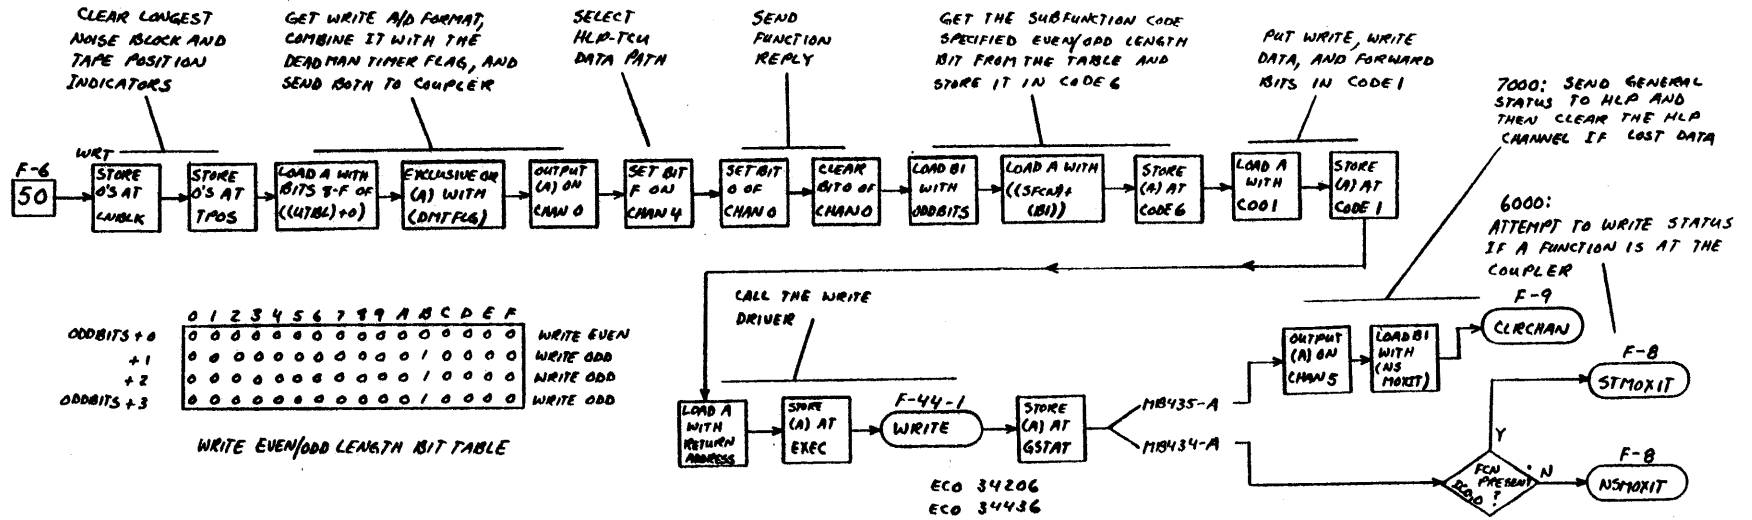 CLEAR LONGEST
NOISE BLOCK AND
TAPE POSITION
INDICATORS
GET WRITE A/D FORMAT,
COMBINE IT WITH THE
DEADMAN TIMER FLAG, AND
SEND BOTH TO COUPLER
SELECT
HLP-TCU
DATA PATH
SEND
FUNCTION
REPLY
GET THE SUBFUNCTION CODE
SPECIFIED EVEN/ODD LENGTH
BIT FROM THE TABLE AND
STORE IT IN CODE 6
PUT WRITE, WRITE
DATA, AND FORWARD
BITS IN CODE 1
7000: SEND GENERAL
STATUS TO HLP AND
THEN CLEAR THE HLP
CHANNEL IF LOST DATA
F-6
50
WRT
STORE
0'S AT
LNBLK
STORE
0'S AT
TPOS
LOAD A WITH
BITS 8-F OF
((UTBL)+0)
EXCLUSIVE OR
(A) WITH
(DMTFLG)
OUTPUT
(A) ON
CHAN 0
SET BIT
F ON
CHAN 4
SET BIT
0 OF
CHAN 0
CLEAR
BIT 0 OF
CHAN 0
LOAD B1
WITH
ODDBITS
LOAD A WITH
((SFCN)+
(B1))
STORE
(A) AT
CODE 6
LOAD A
WITH
C001
STORE
(A) AT
CODE 1
6000:
ATTEMPT TO WRITE STATUS
IF A FUNCTION IS AT THE
COUPLER
0 1 2 3 4 5 6 7 8 9 A B C D E F
ODDBITS+0 0 0 0 0 0 0 0 0 0 0 0 0 0 0 0 0 WRITE EVEN
+1 0 0 0 0 0 0 0 0 0 0 0 1 0 0 0 0 WRITE ODD
+2 0 0 0 0 0 0 0 0 0 0 0 1 0 0 0 0 WRITE ODD
ODDBITS+3 0 0 0 0 0 0 0 0 0 0 0 1 0 0 0 0 WRITE ODD
WRITE EVEN/ODD LENGTH BIT TABLE
CALL THE WRITE
DRIVER
LOAD A
WITH
RETURN
ADDRESS
STORE
(A) AT
EXEC
F-44-1
WRITE
STORE
(A) AT
GSTAT
MB435-A
MB434-A
OUTPUT
(A) ON
CHAN 5
LOAD B1
WITH
(NS
MOXIT)
F-9
CLRCHAN
F-8
STMOXIT
Y
FCN
PRESENT
?
N
F-8
NSMOXIT
ECO 34206
ECO 34436